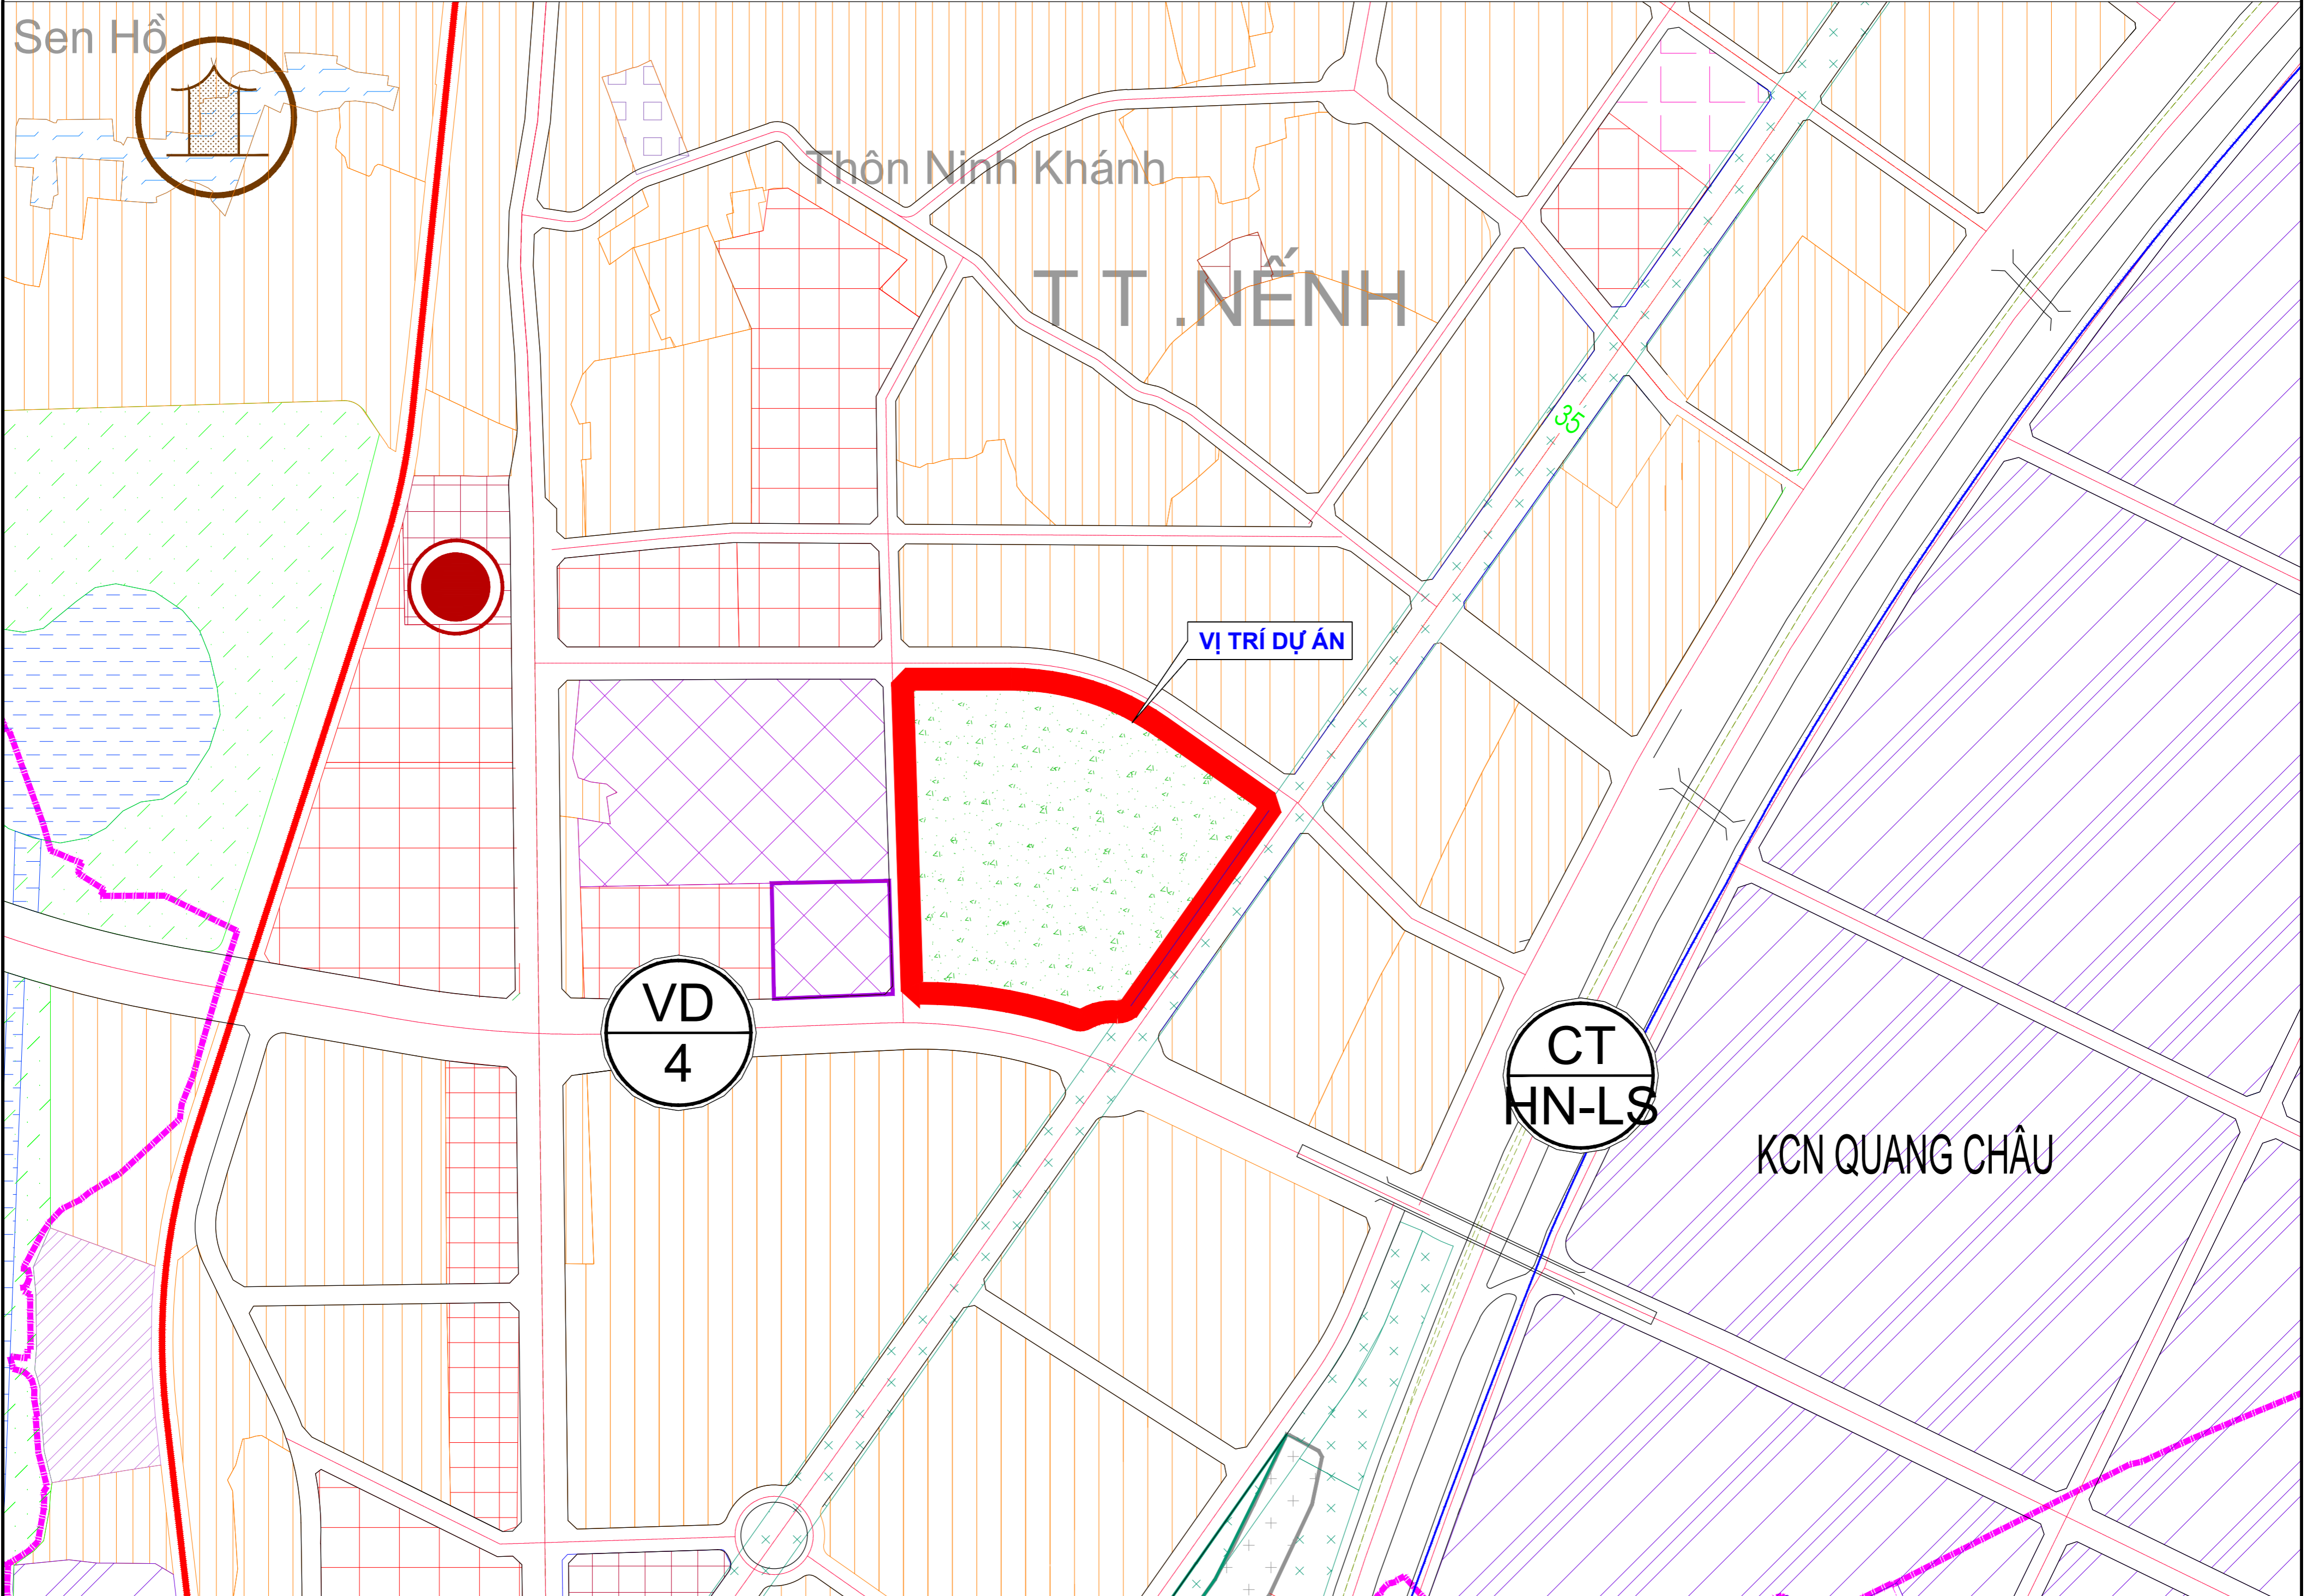 Sen Hồ
Thôn Ninh Khánh
T T .NẾNH
35
VỊ TRÍ DỰ ÁN
VD
4
CT
HN-LS
KCN QUANG CHÂU